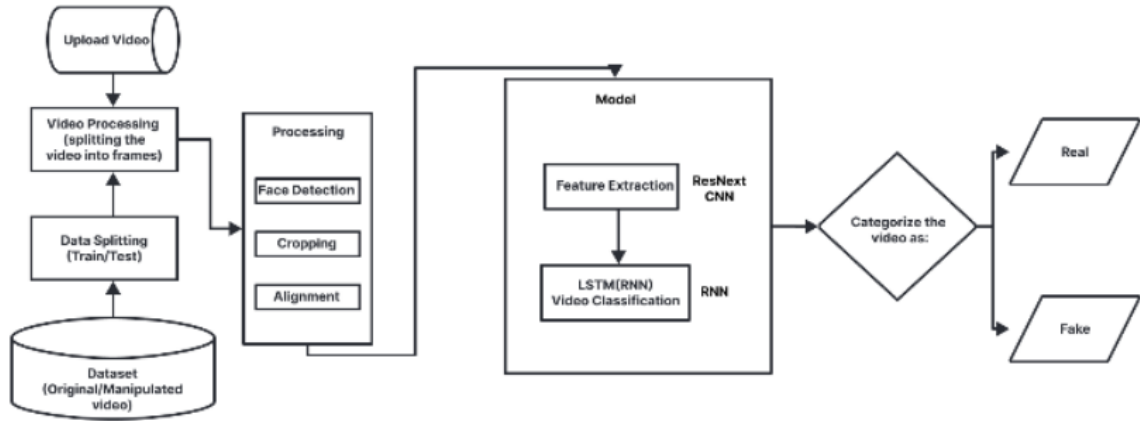 Upload Video
Video Processing
(splitting the
video into frames)
Data Splitting
(Train/Test)
Dataset
(Original/Manipulated
video)
Processing
Face Detection
Cropping
Alignment
Model
Feature Extraction
ResNext
CNN
LSTM(RNN)
Video Classification
RNN
Categorize the
video as:
Real
Fake